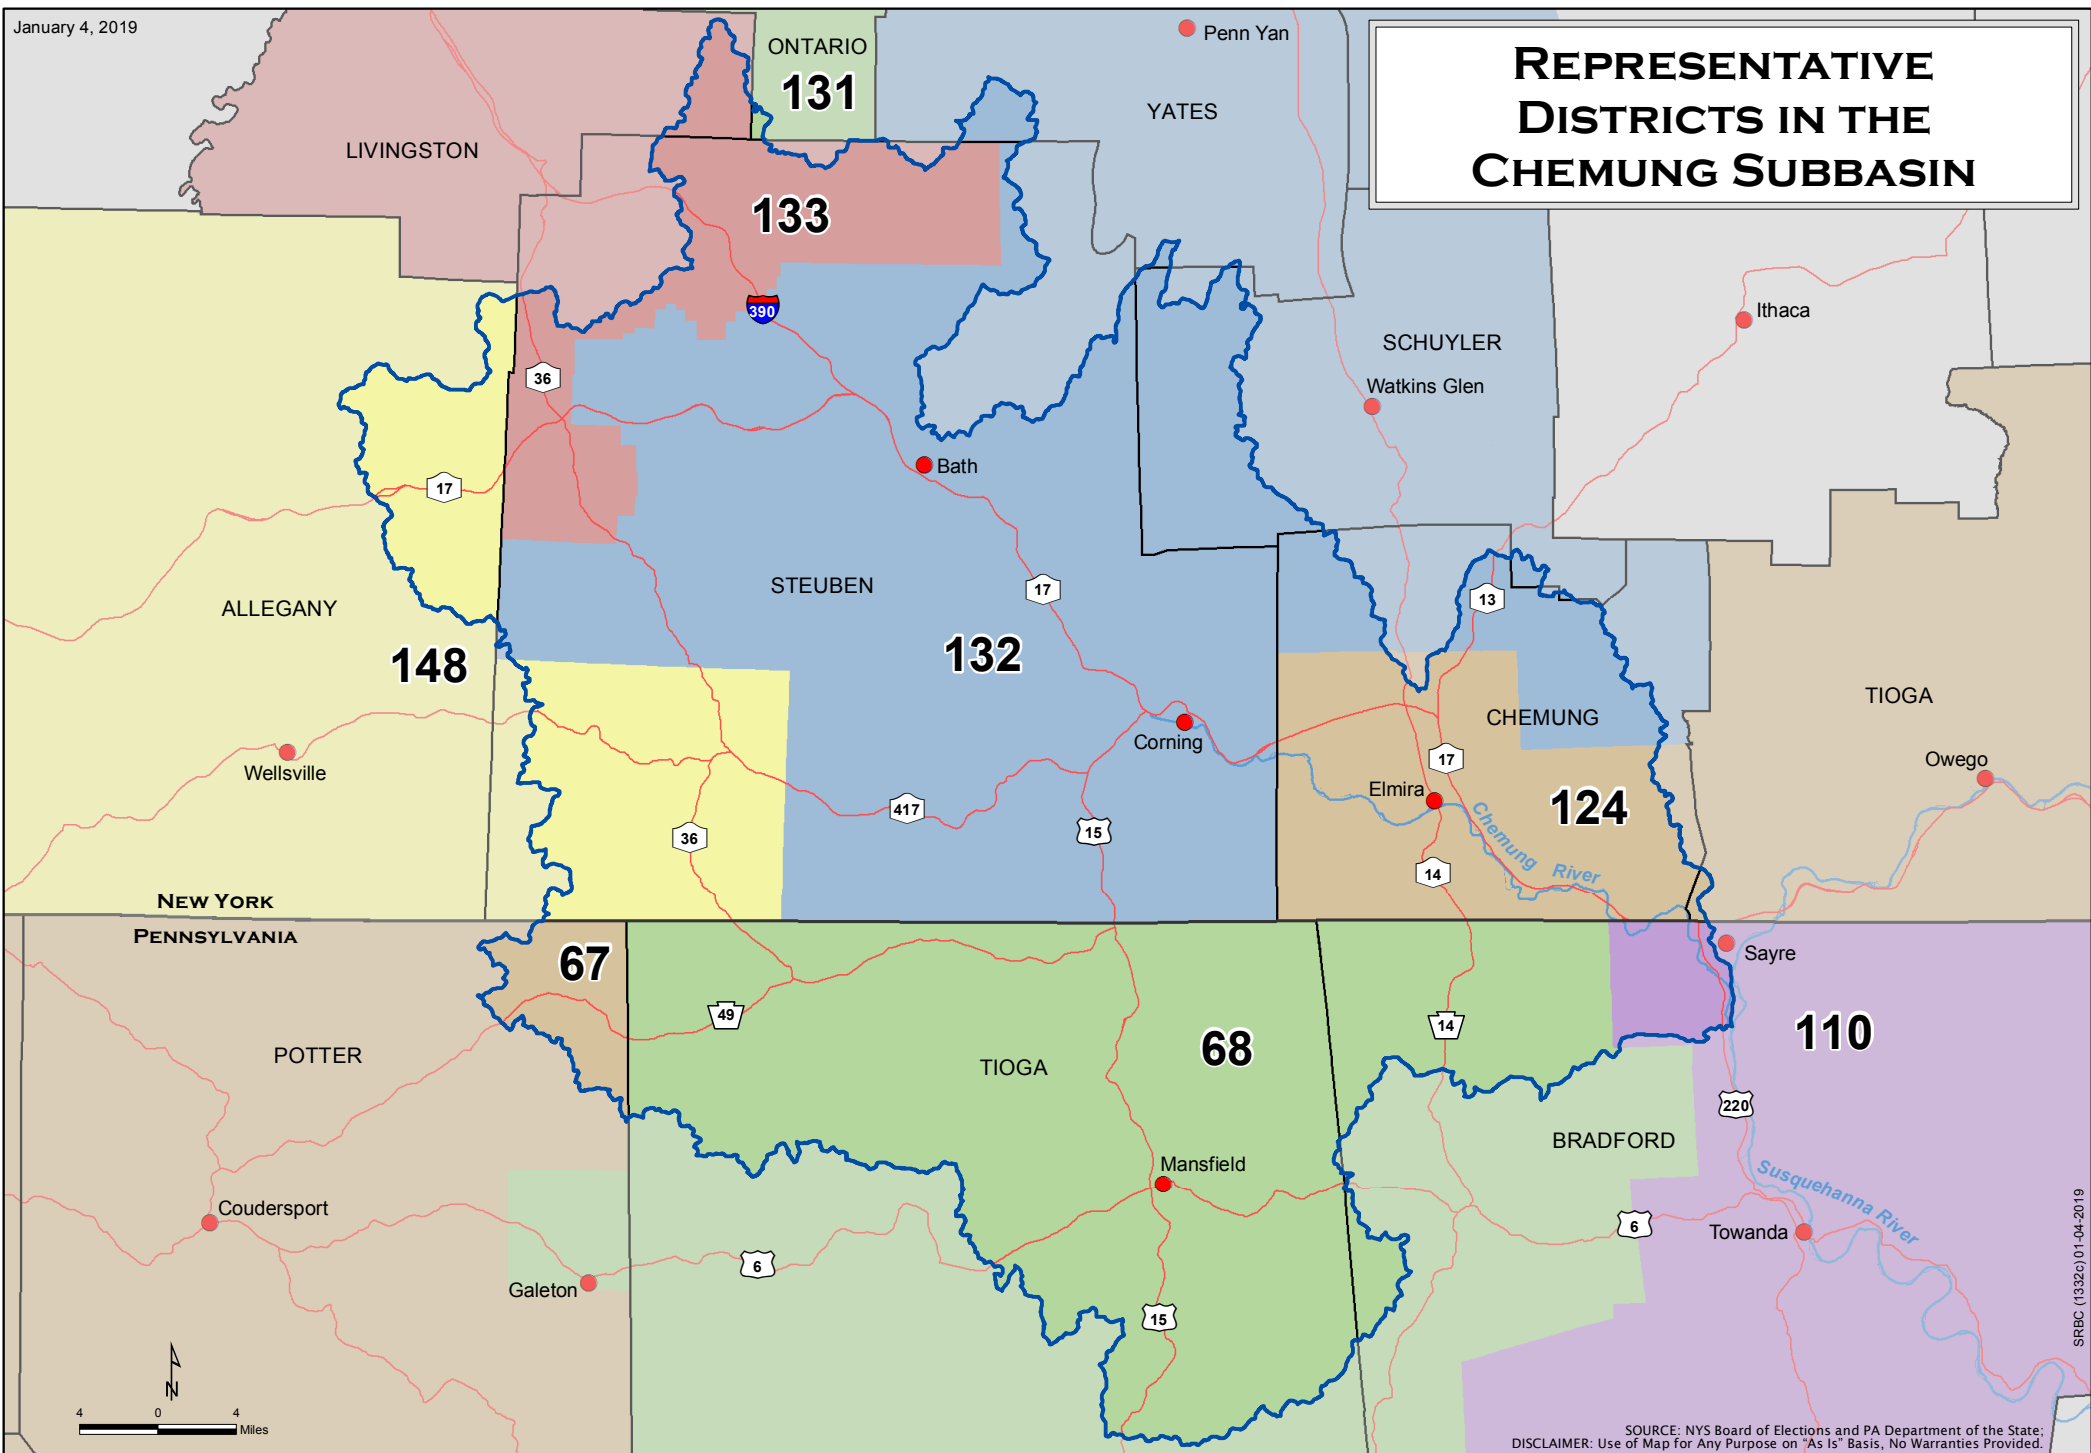 January 4, 2019
REPRESENTATIVE
DISTRICTS IN THE
CHEMUNG SUBBASIN
Penn Yan
ONTARIO
131
YATES
LIVINGSTON
133
390
Ithaca
SCHUYLER
36
Watkins Glen
Bath
17
STEUBEN
17
13
ALLEGANY
148
132
TIOGA
CHEMUNG
Corning
Wellsville
17
Owego
Elmira
124
417
15
36
Chemung River
14
NEW YORK
PENNSYLVANIA
67
Sayre
49
14
110
68
POTTER
TIOGA
220
BRADFORD
Mansfield
Susquehanna River
Coudersport
6
Towanda
6
Galeton
15
N
4 0 4
Miles
SRBC (1332c) 01-04-2019
SOURCE: NYS Board of Elections and PA Department of the State;
DISCLAIMER: Use of Map for Any Purpose on "As Is" Basis, No Warranties Provided.